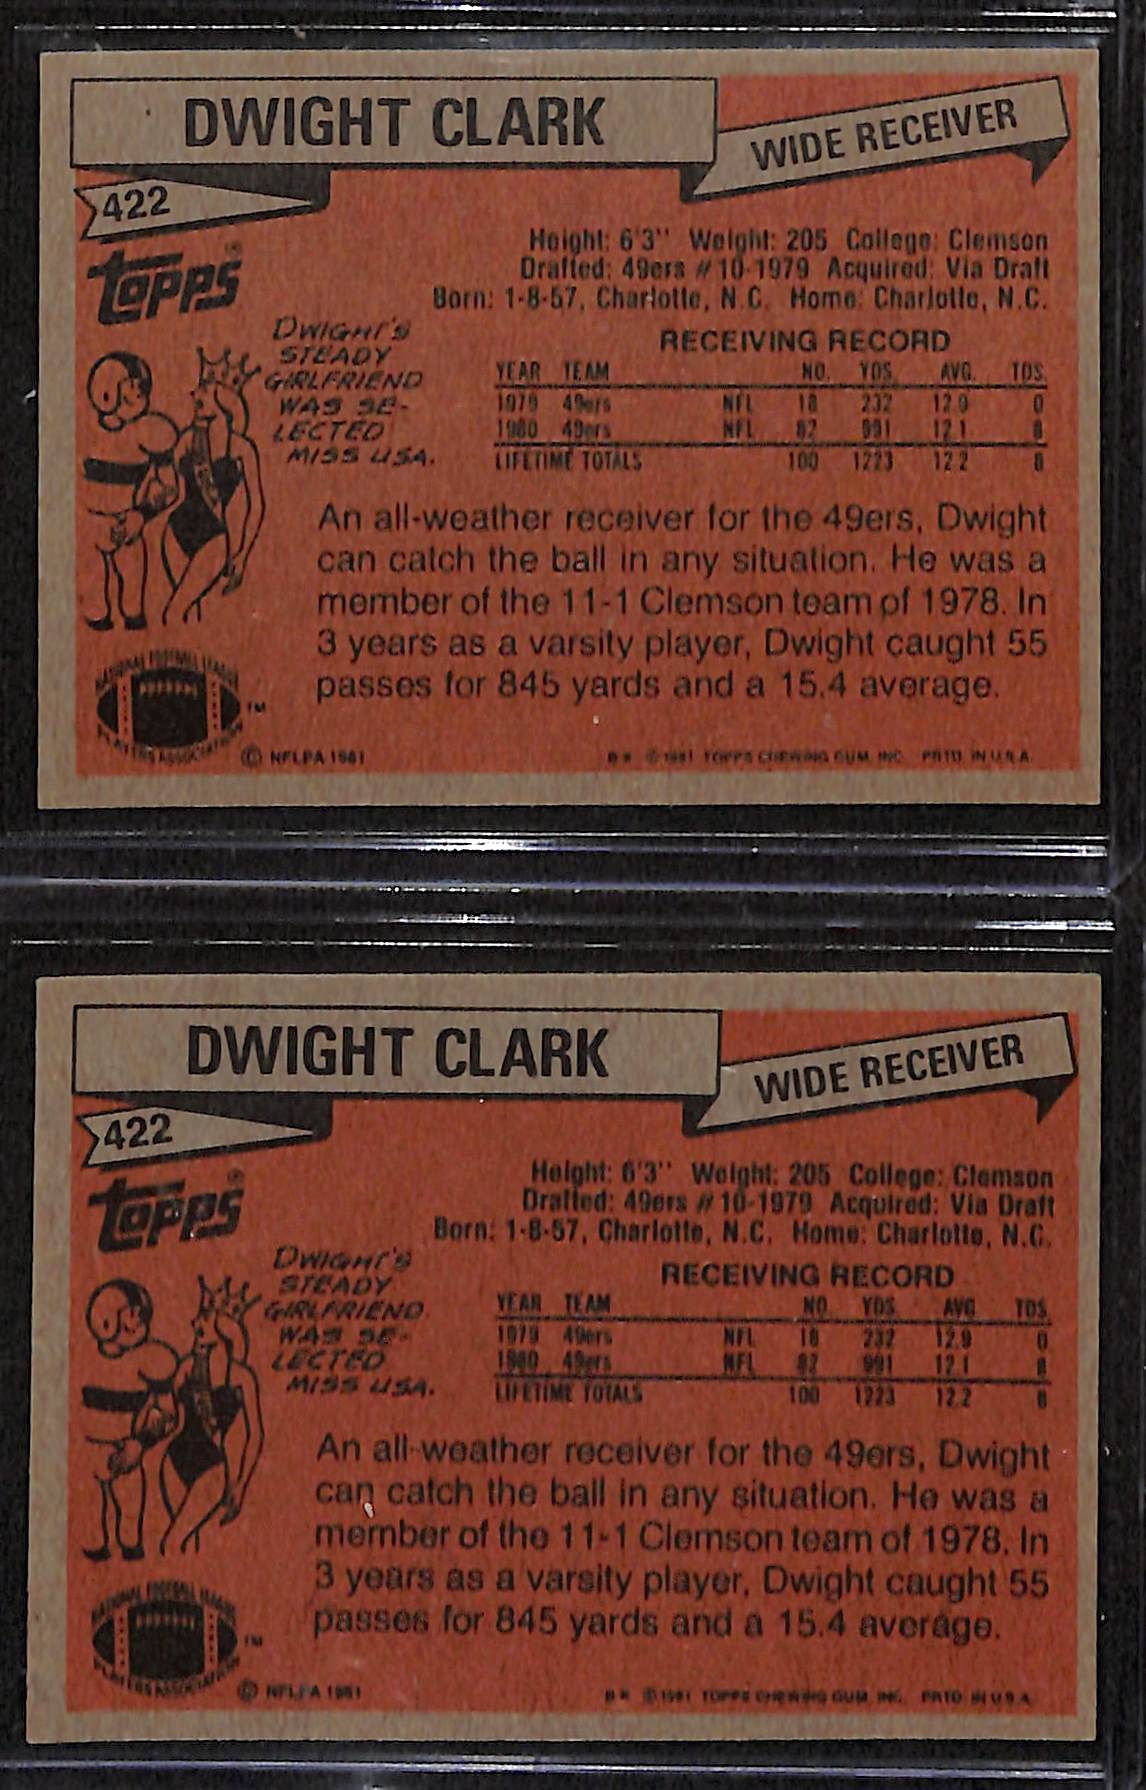 DWIGHT CLARK
WIDE RECEIVER
422
TOPPS®
Height: 6'3" Weight: 205 College: Clemson
Drafted: 49ers #10-1979 Acquired: Via Draft
Born: 1-8-57, Charlotte, N.C. Home: Charlotte, N.C.
DWIGHT'S
STEADY
GIRLFRIEND
WAS SE-
LECTED
MISS USA.
RECEIVING RECORD
YEAR TEAM NO. YDS. AVG. TDS.
1979 49ers NFL 18 232 12.9 0
1980 49ers NFL 82 991 12.1 8
LIFETIME TOTALS 100 1223 12.2 8
An all-weather receiver for the 49ers, Dwight
can catch the ball in any situation. He was a
member of the 11-1 Clemson team of 1978. In
3 years as a varsity player, Dwight caught 55
passes for 845 yards and a 15.4 average.
NATIONAL FOOTBALL LEAGUE
PLAYERS ASSOCIATION
TM
© NFLPA 1981
© 1981 TOPPS CHEWING GUM, INC. PRTD. IN U.S.A.
DWIGHT CLARK
WIDE RECEIVER
422
TOPPS®
Height: 6'3" Weight: 205 College: Clemson
Drafted: 49ers #10-1979 Acquired: Via Draft
Born: 1-8-57, Charlotte, N.C. Home: Charlotte, N.C.
DWIGHT'S
STEADY
GIRLFRIEND
WAS SE-
LECTED
MISS USA.
RECEIVING RECORD
YEAR TEAM NO. YDS. AVG. TDS.
1979 49ers NFL 18 232 12.9 0
1980 49ers NFL 82 991 12.1 8
LIFETIME TOTALS 100 1223 12.2 8
An all-weather receiver for the 49ers, Dwight
can catch the ball in any situation. He was a
member of the 11-1 Clemson team of 1978. In
3 years as a varsity player, Dwight caught 55
passes for 845 yards and a 15.4 average.
NATIONAL FOOTBALL LEAGUE
PLAYERS ASSOCIATION
TM
© NFLPA 1981
© 1981 TOPPS CHEWING GUM, INC. PRTD. IN U.S.A.